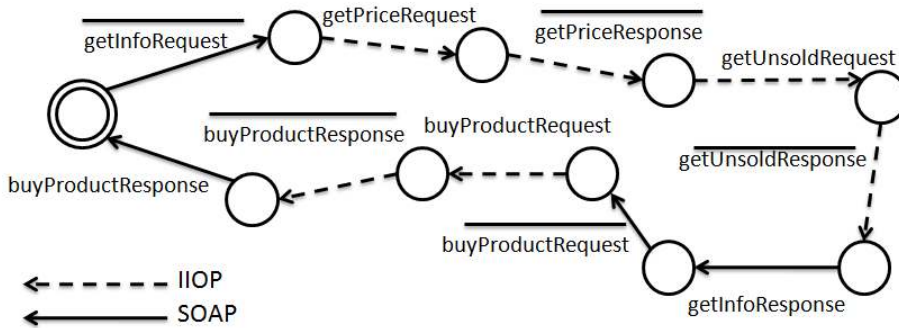 getInfoRequest
getPriceRequest
getPriceResponse
getUnsoldRequest
getUnsoldResponse
getInfoResponse
buyProductRequest
buyProductRequest
buyProductResponse
buyProductResponse
IIOP
SOAP